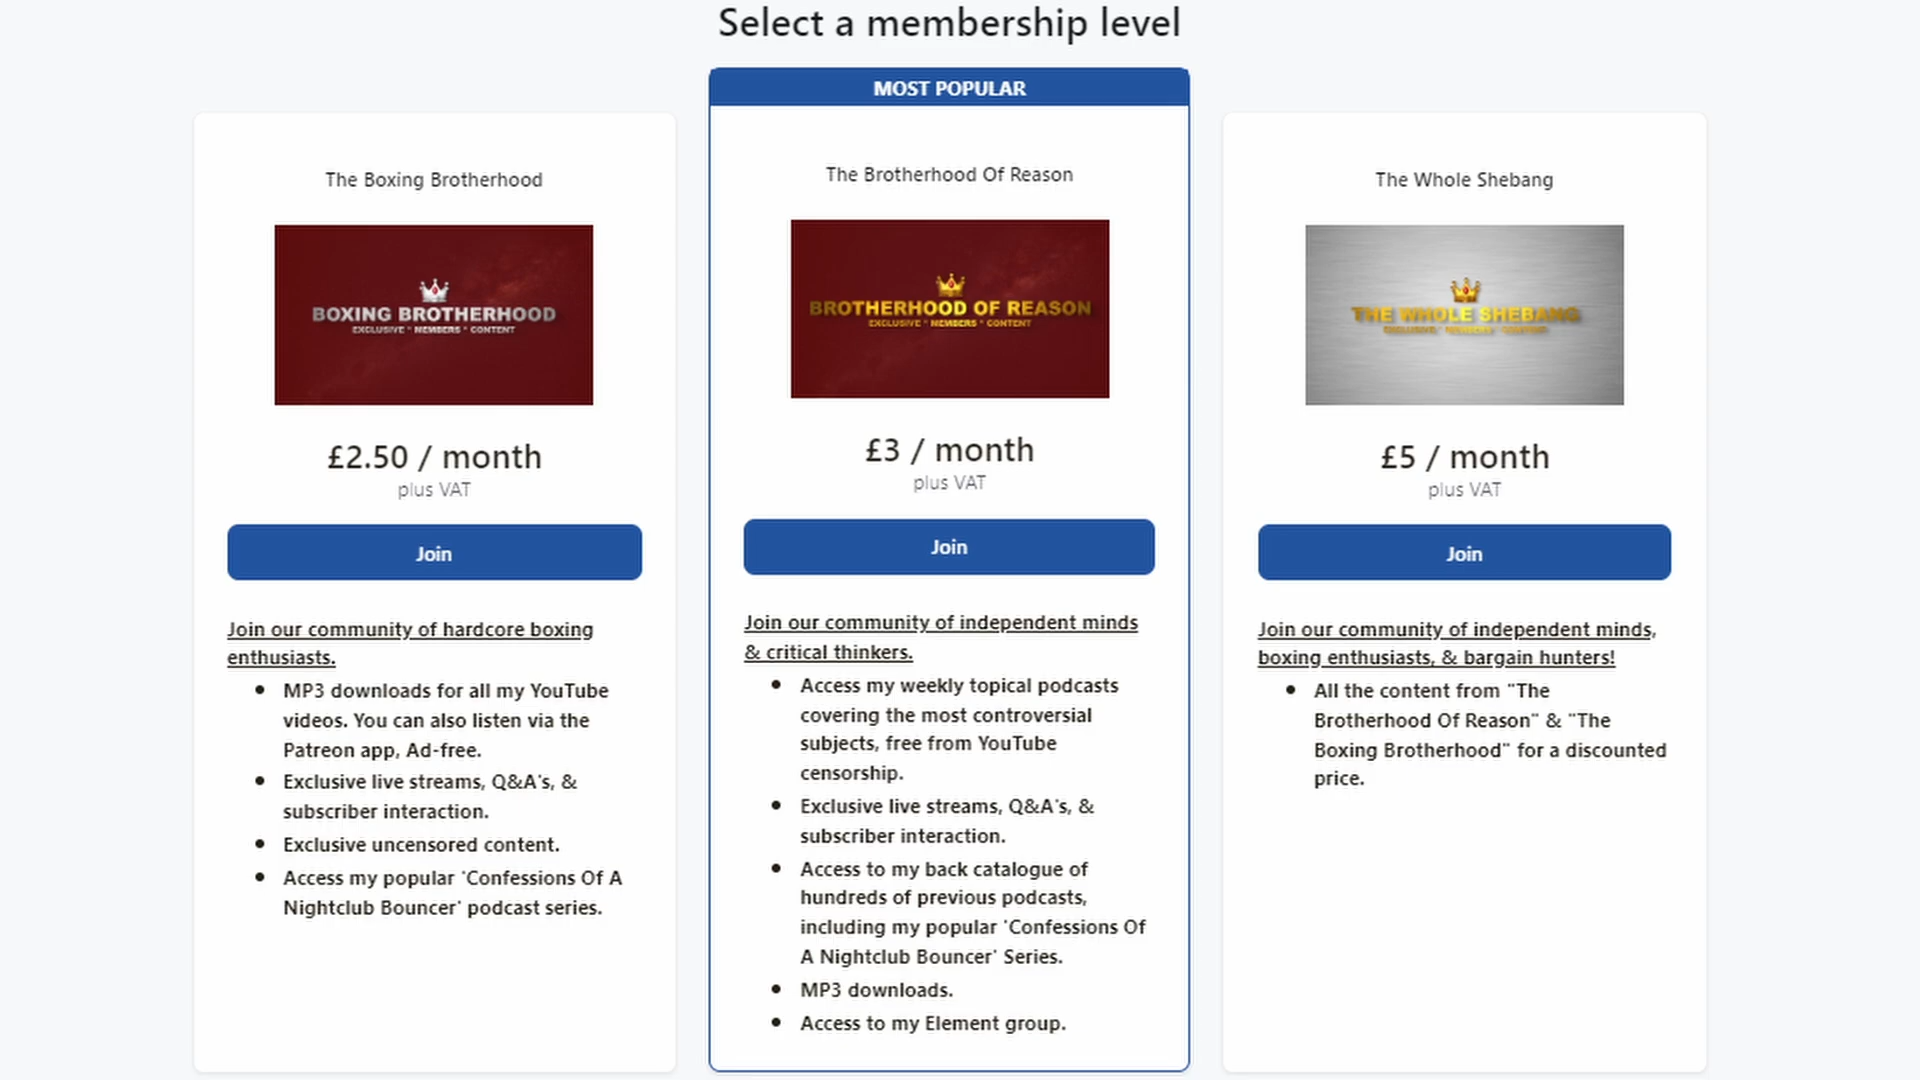 Select a membership level
The Boxing Brotherhood
BOXING BROTHERHOOD
EXCLUSIVE * MEMBERS * CONTENT
£2.50 / month
plus VAT
Join
Join our community of hardcore boxing
enthusiasts.
• MP3 downloads for all my YouTube
videos. You can also listen via the
Patreon app, Ad-free.
• Exclusive live streams, Q&A's, &
subscriber interaction.
• Exclusive uncensored content.
• Access my popular 'Confessions Of A
Nightclub Bouncer' podcast series.
MOST POPULAR
The Brotherhood Of Reason
BROTHERHOOD OF REASON
EXCLUSIVE * MEMBERS * CONTENT
£3 / month
plus VAT
Join
Join our community of independent minds
& critical thinkers.
• Access my weekly topical podcasts
covering the most controversial
subjects, free from YouTube
censorship.
• Exclusive live streams, Q&A's, &
subscriber interaction.
• Access to my back catalogue of
hundreds of previous podcasts,
including my popular 'Confessions Of
A Nightclub Bouncer' Series.
• MP3 downloads.
• Access to my Element group.
The Whole Shebang
THE WHOLE SHEBANG
EXCLUSIVE * MEMBERS * CONTENT
£5 / month
plus VAT
Join
Join our community of independent minds,
boxing enthusiasts, & bargain hunters!
• All the content from "The
Brotherhood Of Reason" & "The
Boxing Brotherhood" for a discounted
price.